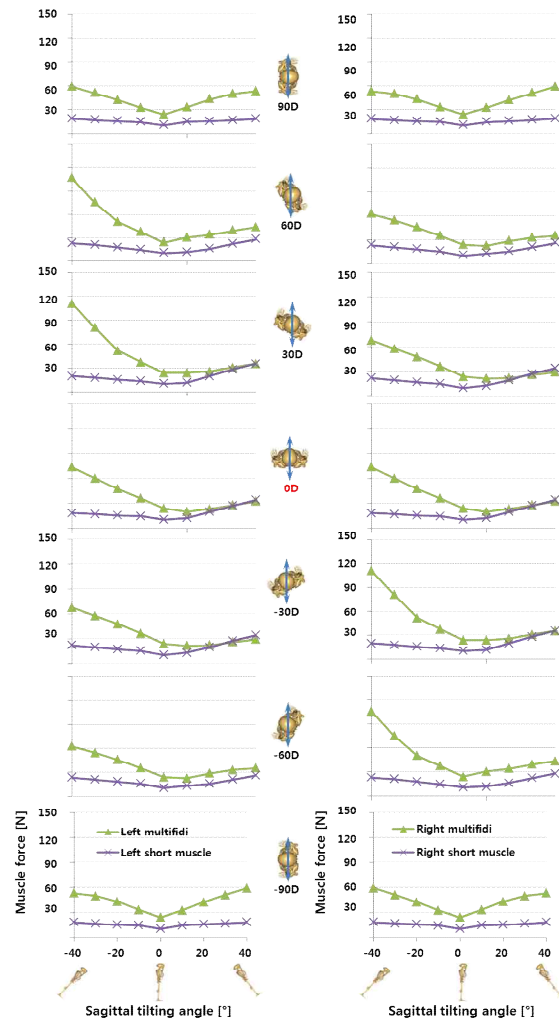 150
120
90
60
30
90D
150
120
90
60
30
60D
150
120
90
60
30
30D
150
120
90
60
30
0D
150
120
90
60
30
-30D
150
120
90
60
30
-60D
Muscle force [N]
150
120
90
60
30
Left multifidi
Left short muscle
-90D
Muscle force [N]
150
120
90
60
30
Right multifidi
Right short muscle
-40 -20 0 20 40
-40 -20 0 20 40
Sagittal tilting angle [°]
Sagittal tilting angle [°]